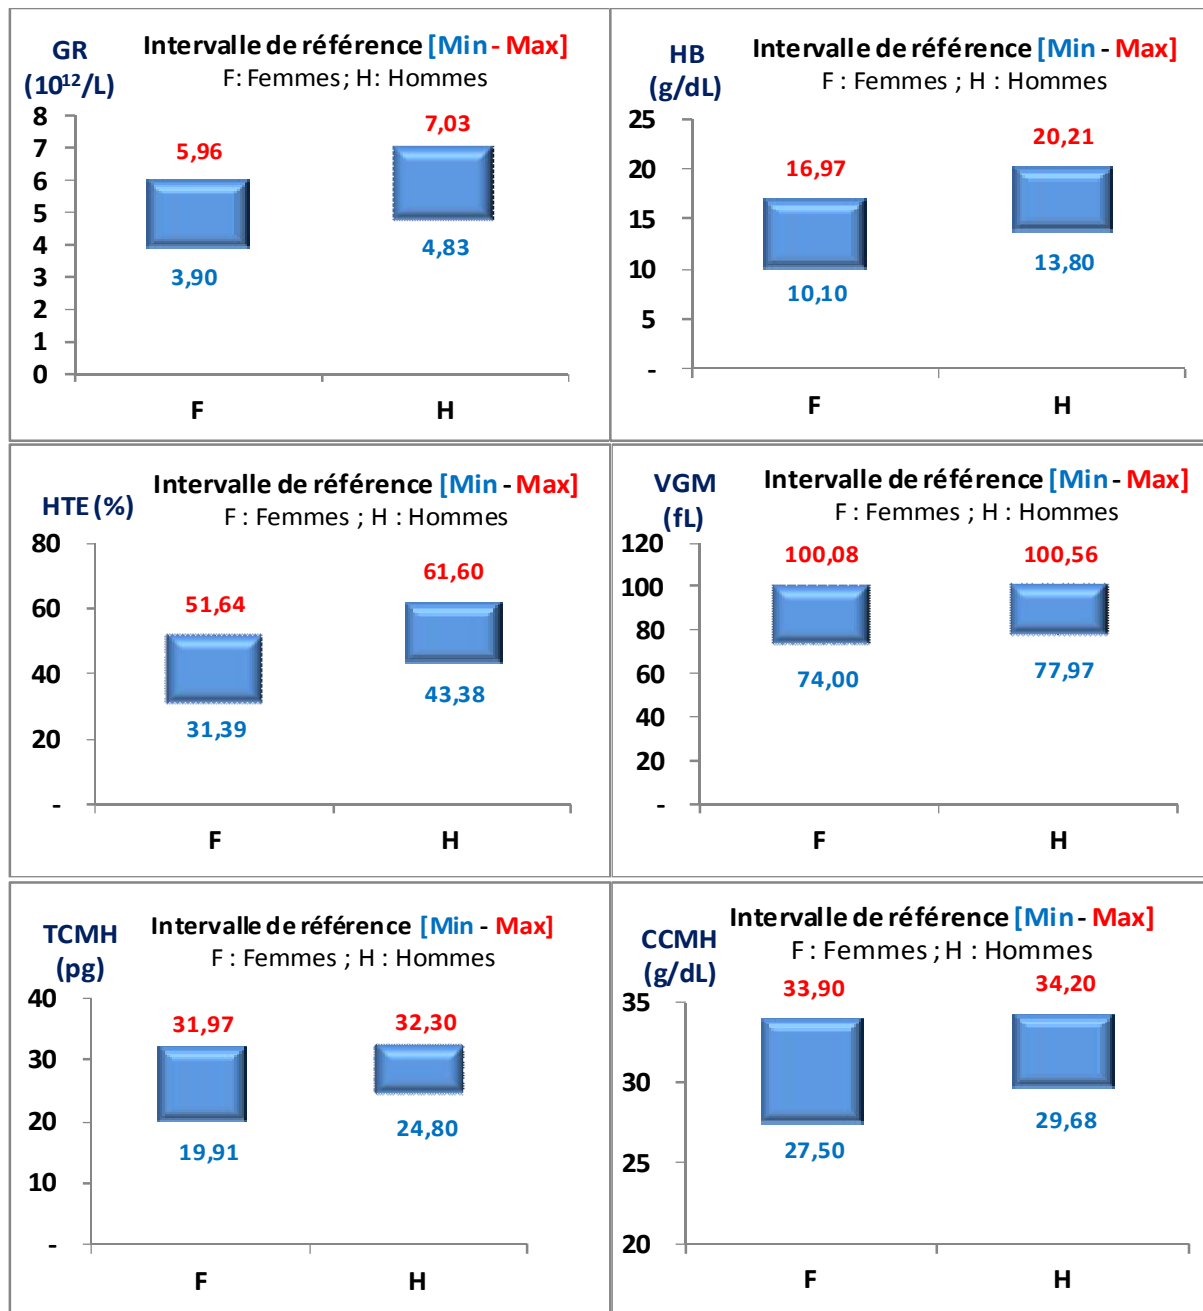 GR
(10¹²/L)
Intervalle de référence [Min - Max]
F: Femmes ; H: Hommes
8
7
6
5
4
3
2
1
0
5,96
3,90
7,03
4,83
F
H
HB
(g/dL)
Intervalle de référence [Min - Max]
F : Femmes ; H : Hommes
25
20
15
10
5
-
16,97
10,10
20,21
13,80
F
H
HTE (%)
Intervalle de référence [Min - Max]
F : Femmes ; H : Hommes
80
60
40
20
-
51,64
31,39
61,60
43,38
F
H
VGM
(fL)
Intervalle de référence [Min - Max]
F : Femmes ; H : Hommes
120
100
80
60
40
20
-
100,08
74,00
100,56
77,97
F
H
TCMH
(pg)
Intervalle de référence [Min - Max]
F : Femmes ; H : Hommes
40
30
20
10
-
31,97
19,91
32,30
24,80
F
H
CCMH
(g/dL)
Intervalle de référence [Min - Max]
F : Femmes ; H : Hommes
35
30
25
20
33,90
27,50
34,20
29,68
F
H